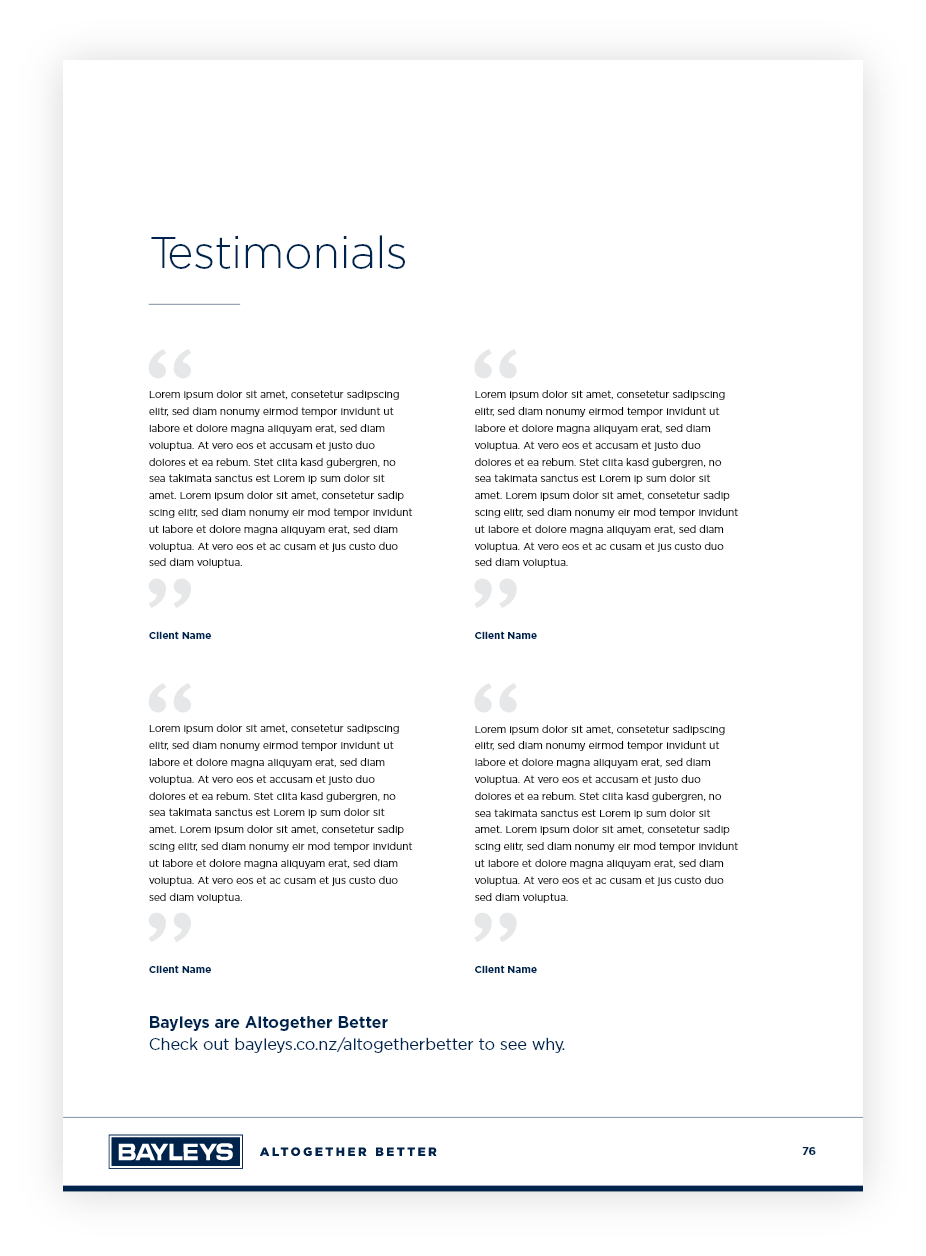 Testimonials
“
Lorem ipsum dolor sit amet, consetetur sadipscing
elitr, sed diam nonumy eirmod tempor invidunt ut
labore et dolore magna aliquyam erat, sed diam
voluptua. At vero eos et accusam et justo duo
dolores et ea rebum. Stet clita kasd gubergren, no
sea takimata sanctus est Lorem ip sum dolor sit
amet. Lorem ipsum dolor sit amet, consetetur sadip
scing elitr, sed diam nonumy eir mod tempor invidunt
ut labore et dolore magna aliquyam erat, sed diam
voluptua. At vero eos et ac cusam et jus custo duo
sed diam voluptua.
”
Client Name
“
Lorem ipsum dolor sit amet, consetetur sadipscing
elitr, sed diam nonumy eirmod tempor invidunt ut
labore et dolore magna aliquyam erat, sed diam
voluptua. At vero eos et accusam et justo duo
dolores et ea rebum. Stet clita kasd gubergren, no
sea takimata sanctus est Lorem ip sum dolor sit
amet. Lorem ipsum dolor sit amet, consetetur sadip
scing elitr, sed diam nonumy eir mod tempor invidunt
ut labore et dolore magna aliquyam erat, sed diam
voluptua. At vero eos et ac cusam et jus custo duo
sed diam voluptua.
”
Client Name
“
Lorem ipsum dolor sit amet, consetetur sadipscing
elitr, sed diam nonumy eirmod tempor invidunt ut
labore et dolore magna aliquyam erat, sed diam
voluptua. At vero eos et accusam et justo duo
dolores et ea rebum. Stet clita kasd gubergren, no
sea takimata sanctus est Lorem ip sum dolor sit
amet. Lorem ipsum dolor sit amet, consetetur sadip
scing elitr, sed diam nonumy eir mod tempor invidunt
ut labore et dolore magna aliquyam erat, sed diam
voluptua. At vero eos et ac cusam et jus custo duo
sed diam voluptua.
”
Client Name
“
Lorem ipsum dolor sit amet, consetetur sadipscing
elitr, sed diam nonumy eirmod tempor invidunt ut
labore et dolore magna aliquyam erat, sed diam
voluptua. At vero eos et accusam et justo duo
dolores et ea rebum. Stet clita kasd gubergren, no
sea takimata sanctus est Lorem ip sum dolor sit
amet. Lorem ipsum dolor sit amet, consetetur sadip
scing elitr, sed diam nonumy eir mod tempor invidunt
ut labore et dolore magna aliquyam erat, sed diam
voluptua. At vero eos et ac cusam et jus custo duo
sed diam voluptua.
”
Client Name
Bayleys are Altogether Better
Check out bayleys.co.nz/altogetherbetter to see why.
BAYLEYS
ALTOGETHER BETTER
76